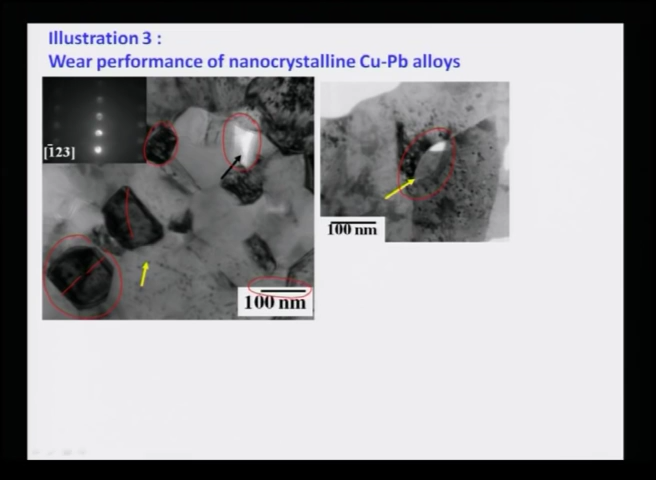 Illustration 3 :
Wear performance of nanocrystalline Cu-Pb alloys
[1̄23]
100 nm
100 nm